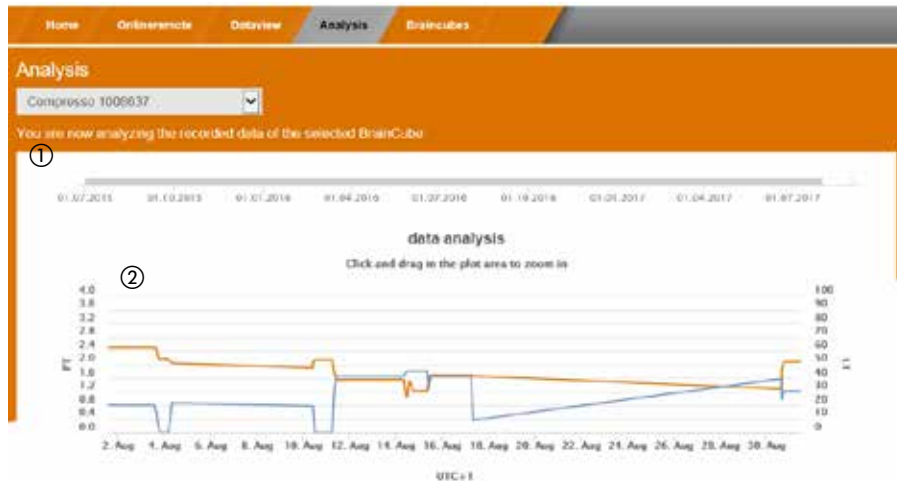 Home Onlineremote Dataview Analysis Braincubes
Analysis
Compresso 1008637
You are now analyzing the recorded data of the selected BrainCube
①
01.07.2015 01.10.2015 01.01.2016 01.04.2016 01.07.2016 01.10.2016 01.01.2017 01.04.2017 01.07.2017
data analysis
Click and drag in the plot area to zoom in
②
4.0 100
3.6 90
3.2 80
2.8 70
2.4 60
2.0 50
1.6 40
1.2 30
0.8 20
0.4 10
0.0 0
2. Aug 4. Aug 6. Aug 8. Aug 10. Aug 12. Aug 14. Aug 16. Aug 18. Aug 20. Aug 22. Aug 24. Aug 26. Aug 28. Aug 30. Aug
UTC+1